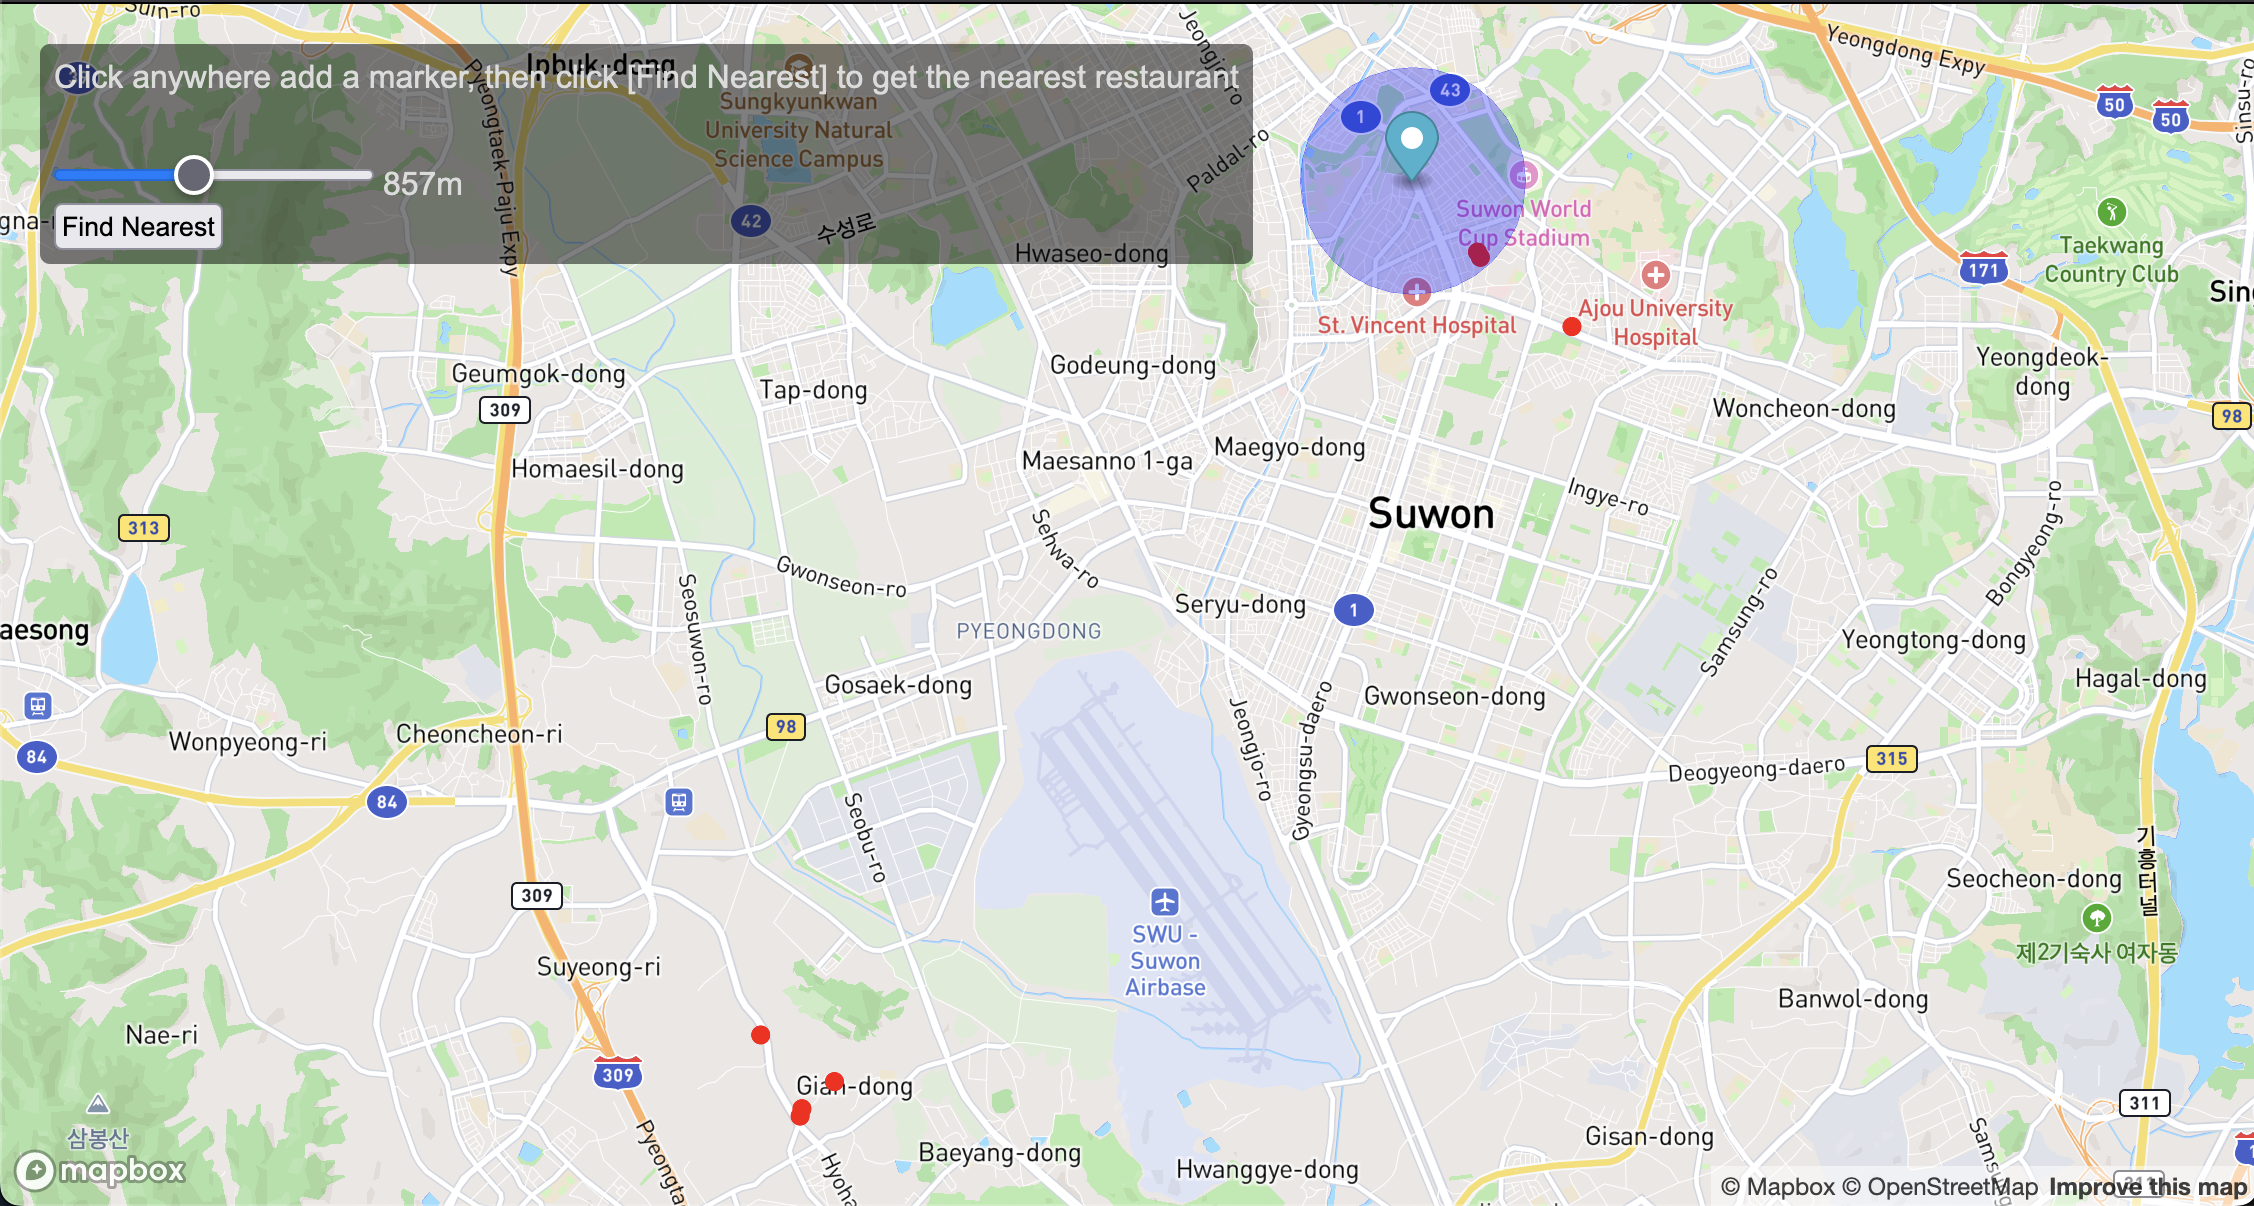 Suin-ro
Click anywhere add a marker, then click [Find Nearest] to get the nearest restaurant
Ipbuk-dong
Jeongjo-ro
Yeongdong Expy
Pyeongtaek-Paju Expy
Sungkyunkwan
University Natural
Science Campus
43
1
50
50
Paldal-ro
857m
Find Nearest
42
수성로
Hwaseo-dong
Suwon World
Cup Stadium
Taekwang
Country Club
171
St. Vincent Hospital
Ajou University
Hospital
Geumgok-dong
Tap-dong
Godeung-dong
Yeongdeok-
dong
309
Woncheon-dong
98
Homaesil-dong
Maesanno 1-ga
Maegyo-dong
Ingye-ro
Suwon
313
Sehwa-ro
Bongyeong-ro
Gwonseon-ro
Seosuwon-ro
Seryu-dong
1
Samsung-ro
aesong
PYEONGDONG
Yeongtong-dong
Gosaek-dong
Gwonseon-dong
Hagal-dong
Wonpyeong-ri
Cheoncheon-ri
98
Jeongjo-ro
Gyeongsu-daero
84
Deogyeong-daero
315
84
Seobu-ro
기흥터널
309
SWU -
Suwon
Airbase
Seocheon-dong
제2기숙사 여자동
Suyeong-ri
Banwol-dong
Nae-ri
309
Gian-dong
삼봉산
311
Pyeongta
Baeyang-dong
Hyoha
Hwanggye-dong
Gisan-dong
Samsung
mapbox
© Mapbox © OpenStreetMap Improve this map